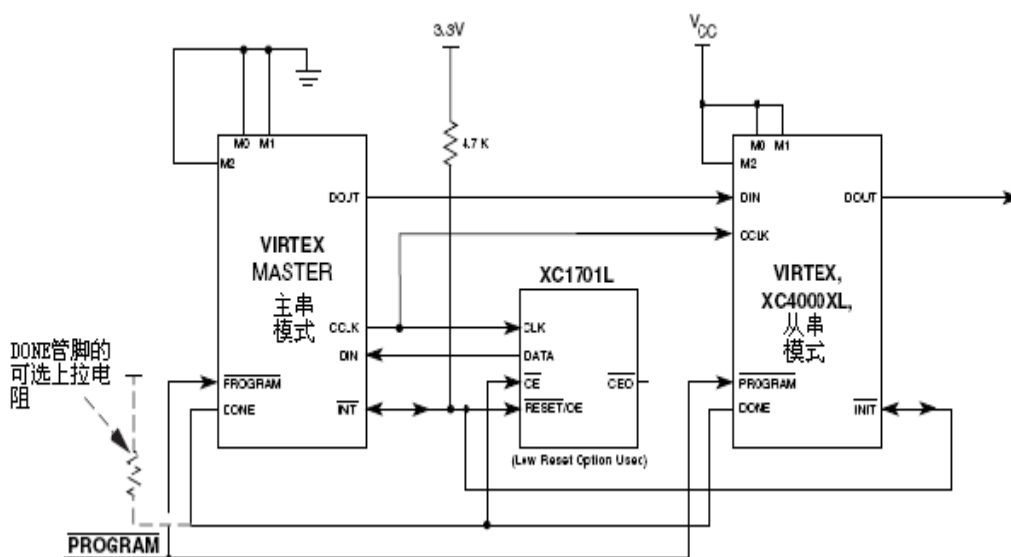 3.3V
VCC
M0 M1
M2
4.7 K
M0 M1
M2
DOUT
DIN
DOUT
CCLK
VIRTEX
MASTER
主串
模式
XC1701L
VIRTEX,
XC4000XL,
从串
模式
CCLK
CLK
DIN
DATA
DONE管脚的
可选上拉电
阻
PROGRAM
CE
CEO
PROGRAM
DONE
INT
RESET/OE
DONE
INIT
(Low Reset Option Used)
PROGRAM